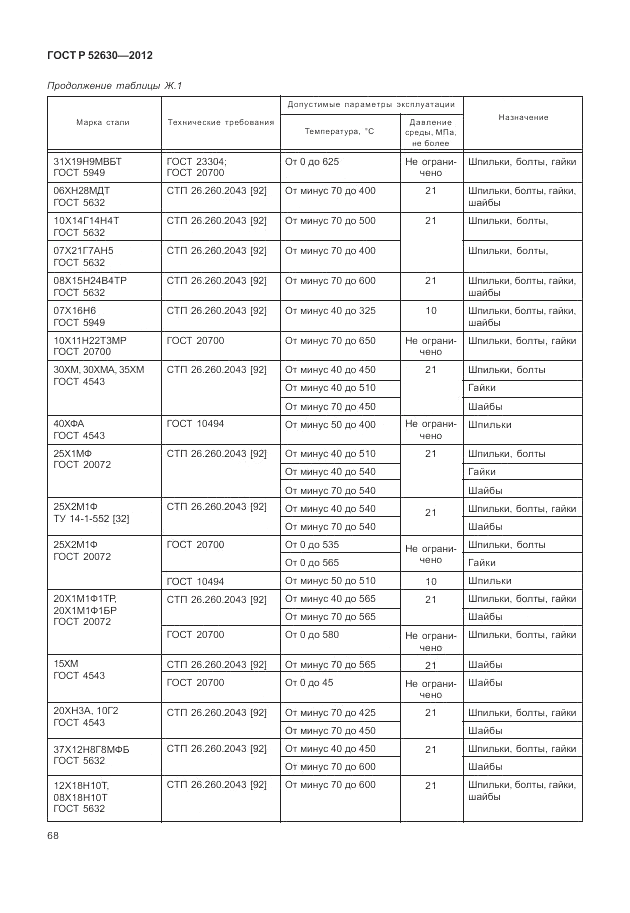 ГОСТ Р 52630—2012
Продолжение таблицы Ж.1
Марка стали
Технические требования
Допустимые параметры эксплуатации
Назначение
Температура, °С
Давление
среды, МПа,
не более
31Х19Н9МВБТ
ГОСТ 5949
ГОСТ 23304;
ГОСТ 20700
От 0 до 625
Не ограни-
чено
Шпильки, болты, гайки
06ХН28МДТ
ГОСТ 5632
СТП 26.260.2043 [92]
От минус 70 до 400
21
Шпильки, болты, гайки,
шайбы
10Х14Г14Н4Т
ГОСТ 5632
СТП 26.260.2043 [92]
От минус 70 до 500
21
Шпильки, болты,
07Х21Г7АН5
ГОСТ 5632
СТП 26.260.2043 [92]
От минус 70 до 400
Шпильки, болты,
08Х15Н24В4ТР
ГОСТ 5632
СТП 26.260.2043 [92]
От минус 70 до 600
21
Шпильки, болты, гайки,
шайбы
07Х16Н6
ГОСТ 5949
СТП 26.260.2043 [92]
От минус 40 до 325
10
Шпильки, болты, гайки,
шайбы
10Х11Н22Т3МР
ГОСТ 20700
ГОСТ 20700
От минус 70 до 650
Не ограни-
чено
Шпильки, болты, гайки
30ХМ, 30ХМА, 35ХМ
ГОСТ 4543
СТП 26.260.2043 [92]
От минус 40 до 450
21
Шпильки, болты
От минус 40 до 510
Гайки
От минус 70 до 450
Шайбы
40ХФА
ГОСТ 4543
ГОСТ 10494
От минус 50 до 400
Не ограни-
чено
Шпильки
25Х1МФ
ГОСТ 20072
СТП 26.260.2043 [92]
От минус 40 до 510
21
Шпильки, болты
От минус 40 до 540
Гайки
От минус 70 до 540
Шайбы
25Х2М1Ф
ТУ 14-1-552 [32]
СТП 26.260.2043 [92]
От минус 40 до 540
21
Шпильки, болты, гайки
От минус 70 до 540
Шайбы
25Х2М1Ф
ГОСТ 20072
ГОСТ 20700
От 0 до 535
Не ограни-
чено
Шпильки, болты
От 0 до 565
Гайки
ГОСТ 10494
От минус 50 до 510
10
Шпильки
20Х1М1Ф1ТР,
20Х1М1Ф1БР
ГОСТ 20072
СТП 26.260.2043 [92]
От минус 40 до 565
21
Шпильки, болты, гайки
От минус 70 до 565
Шайбы
ГОСТ 20700
От 0 до 580
Не ограни-
чено
Шпильки, болты, гайки
15ХМ
ГОСТ 4543
СТП 26.260.2043 [92]
От минус 70 до 565
21
Шайбы
ГОСТ 20700
От 0 до 45
Не ограни-
чено
Шайбы
20ХН3А, 10Г2
ГОСТ 4543
СТП 26.260.2043 [92]
От минус 70 до 425
21
Шпильки, болты, гайки
От минус 70 до 450
Шайбы
37Х12Н8Г8МФБ
ГОСТ 5632
СТП 26.260.2043 [92]
От минус 40 до 450
21
Шпильки, болты, гайки
От минус 70 до 600
Шайбы
12Х18Н10Т,
08Х18Н10Т
ГОСТ 5632
СТП 26.260.2043 [92]
От минус 70 до 600
21
Шпильки, болты, гайки,
шайбы
68